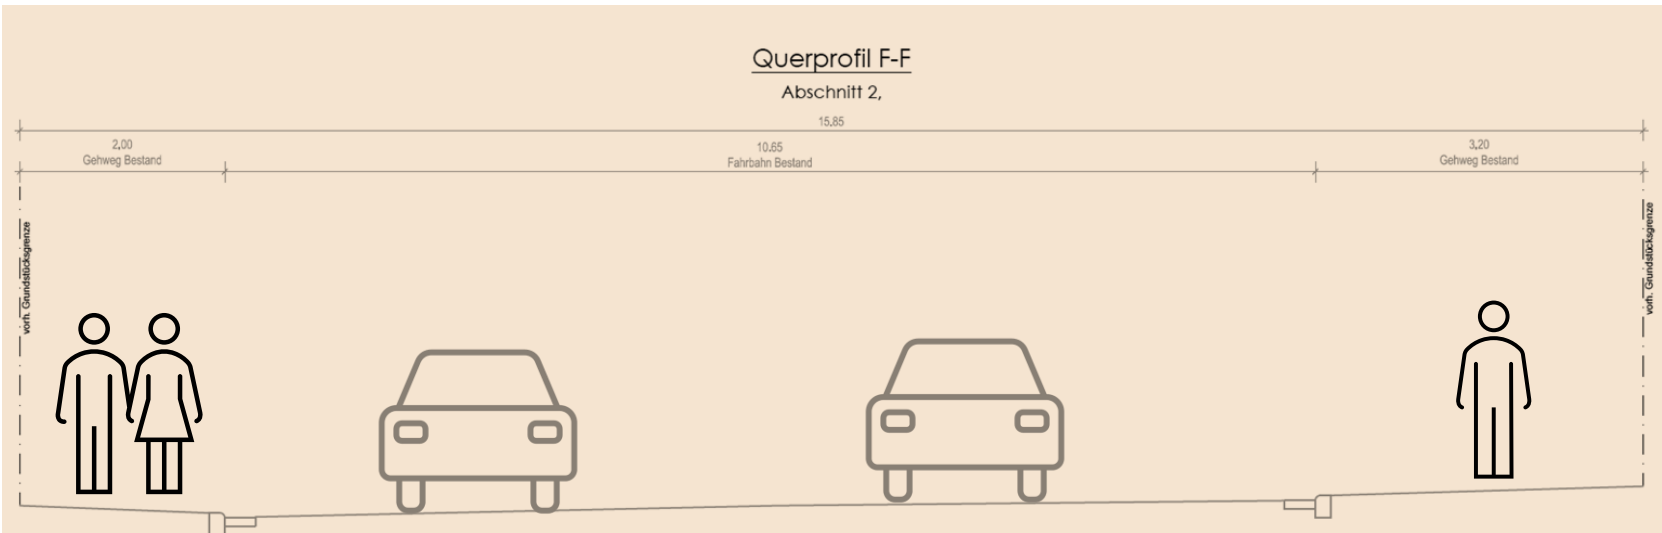 Querprofil F-F
Abschnitt 2,
15.85
2,00
Gehweg Bestand
10.65
Fahrbahn Bestand
3,20
Gehweg Bestand
vorh. Grundstücksgrenze
vorh. Grundstücksgrenze